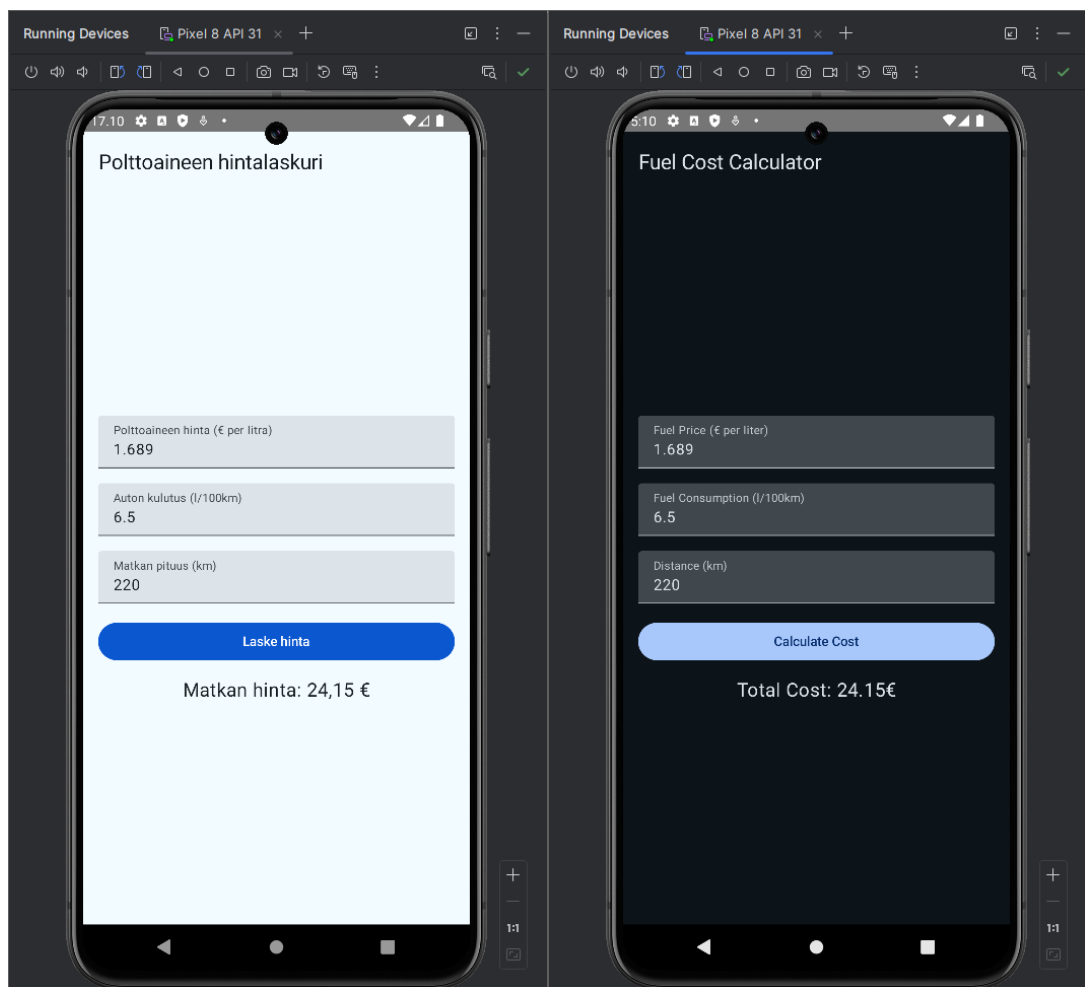 Running Devices
Pixel 8 API 31
17.10
Polttoaineen hintalaskuri
Polttoaineen hinta (€ per litra)
1.689
Auton kulutus (l/100km)
6.5
Matkan pituus (km)
220
Laske hinta
Matkan hinta: 24,15 €
1:1
Running Devices
Pixel 8 API 31
5:10
Fuel Cost Calculator
Fuel Price (€ per liter)
1.689
Fuel Consumption (l/100km)
6.5
Distance (km)
220
Calculate Cost
Total Cost: 24.15€
1:1